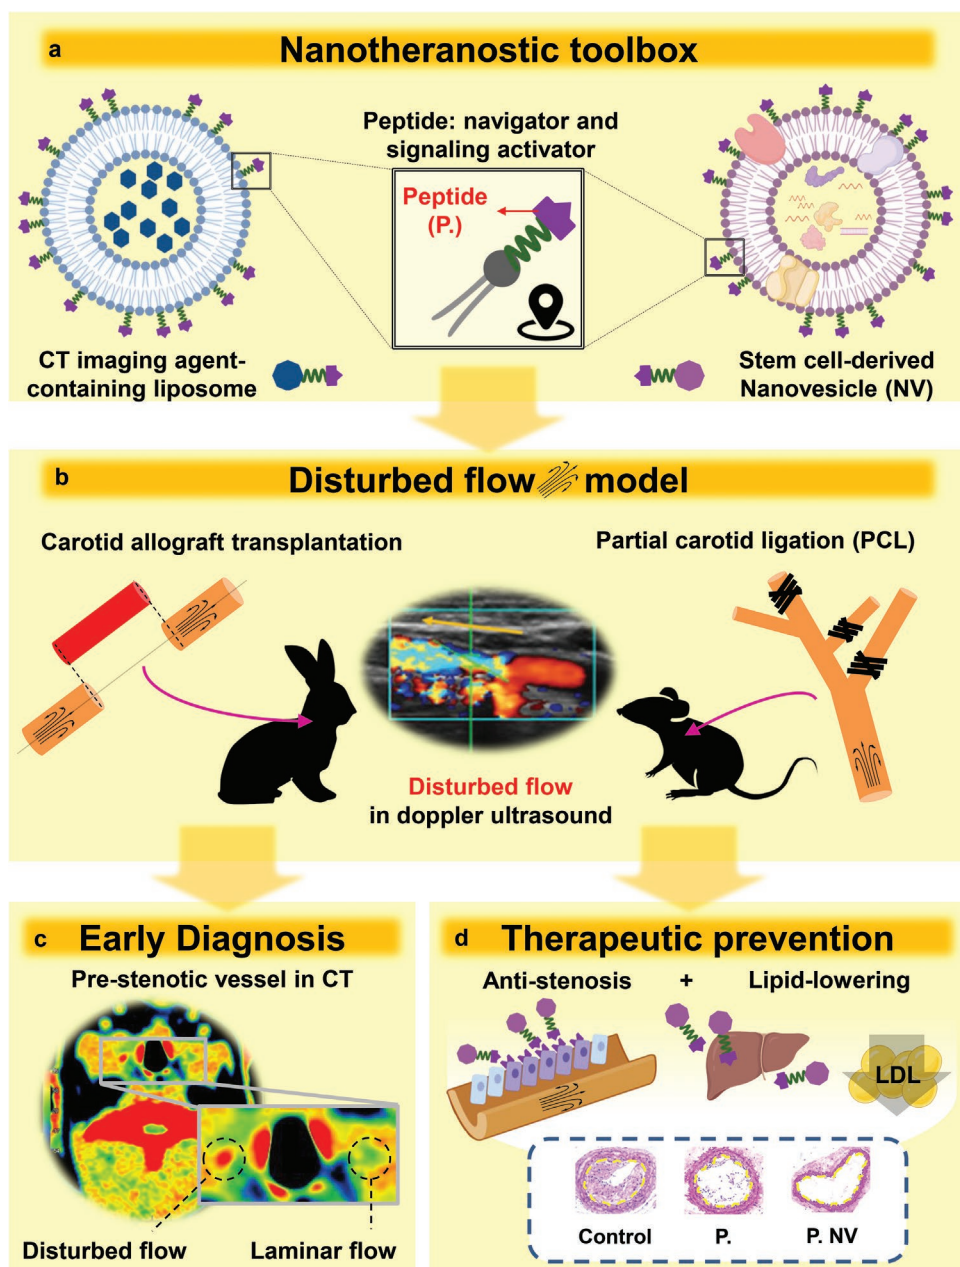 a
Nanotheranostic toolbox
Peptide: navigator and
signaling activator
Peptide
(P.)
CT imaging agent-
containing liposome
Stem cell-derived
Nanovesicle (NV)
b
Disturbed flow model
Carotid allograft transplantation
Partial carotid ligation (PCL)
Disturbed flow
in doppler ultrasound
c
Early Diagnosis
Pre-stenotic vessel in CT
Disturbed flow
Laminar flow
d
Therapeutic prevention
Anti-stenosis + Lipid-lowering
LDL
Control
P.
P. NV